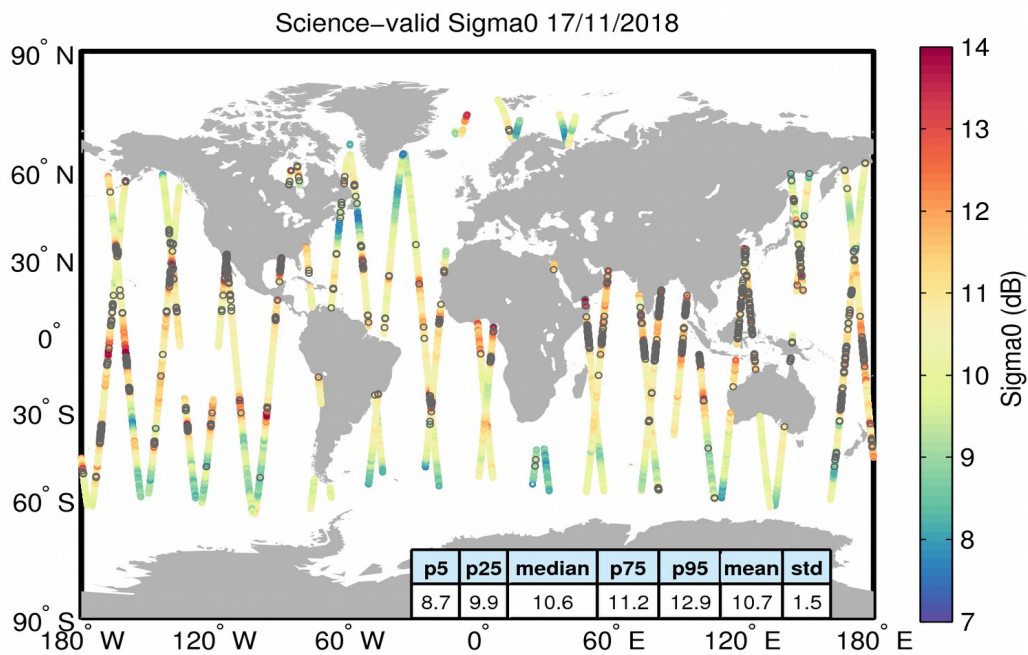 Science−valid Sigma0 17/11/2018
90° N
60° N
30° N
0°
30° S
60° S
90° S
180° W
120° W
60° W
0°
60° E
120° E
180° E
p5 p25 median p75 p95 mean std
8.7 9.9 10.6 11.2 12.9 10.7 1.5
14
13
12
11
10
9
8
7
Sigma0 (dB)